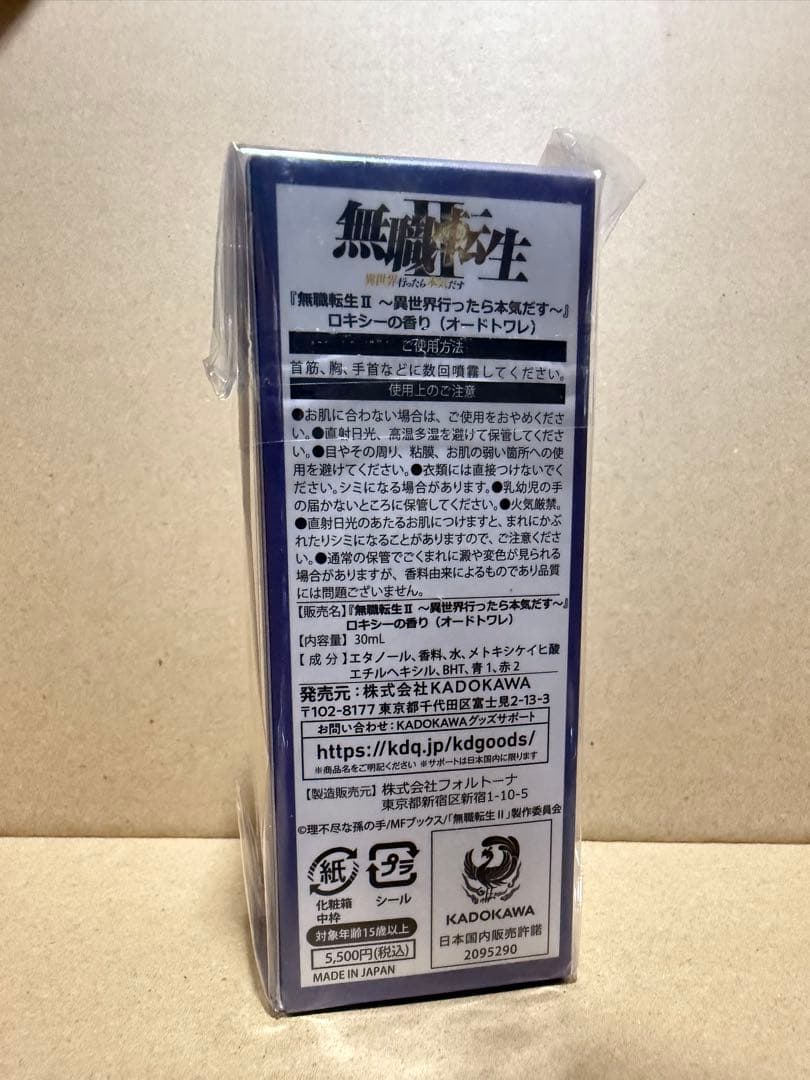 無職転生
II
異世界行ったら本気だす
『無職転生Ⅱ ～異世界行ったら本気だす～』
ロキシーの香り（オードトワレ）
ご使用方法
首筋、胸、手首などに数回噴霧してください。
使用上のご注意
●お肌に合わない場合は、ご使用をおやめくださ
い。●直射日光、高温多湿を避けて保管してくださ
い。●目やその周り、粘膜、お肌の弱い箇所への使
用を避けてください。●衣類には直接つけないでく
ださい。シミになる場合があります。●乳幼児の手
の届かないところに保管してください。●火気厳禁。
●直射日光のあたるお肌につけますと、まれにかぶ
れたりシミになることがありますので、ご注意くださ
い。●通常の保管でごくまれに澱や変色が見られる
場合がありますが、香料由来によるものであり品質
には問題ございません。
【販売名】『無職転生Ⅱ ～異世界行ったら本気だす～』
ロキシーの香り（オードトワレ）
【内容量】30mL
【成分】エタノール、香料、水、メトキシケイヒ酸
エチルヘキシル、BHT、青1、赤2
発売元：株式会社KADOKAWA
〒102-8177 東京都千代田区富士見2-13-3
お問い合わせ：KADOKAWAグッズサポート
https://kdq.jp/kdgoods/
※商品名をご明記ください ※サポートは日本国内に限ります
【製造販売元】株式会社フォルトーナ
東京都新宿区新宿1-10-5
©理不尽な孫の手/MFブックス/「無職転生Ⅱ」製作委員会
紙
化粧箱
中枠
プラ
シール
対象年齢15歳以上
5,500円(税込)
MADE IN JAPAN
KADOKAWA
日本国内販売許諾
2095290